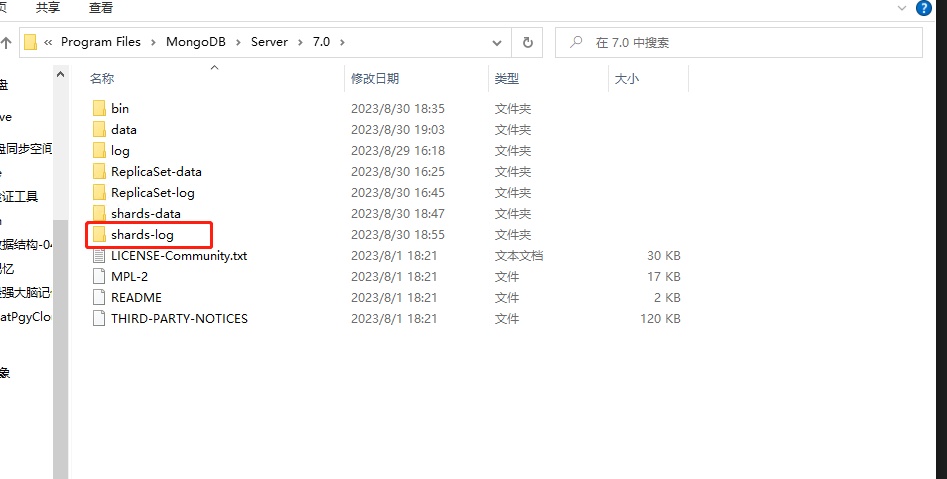 共享 查看
« Program Files › MongoDB › Server › 7.0 ›
在 7.0 中搜索
名称 修改日期 类型 大小
bin 2023/8/30 18:35 文件夹
data 2023/8/30 19:03 文件夹
log 2023/8/29 16:18 文件夹
ReplicaSet-data 2023/8/30 16:25 文件夹
ReplicaSet-log 2023/8/30 16:45 文件夹
shards-data 2023/8/30 18:47 文件夹
shards-log 2023/8/30 18:55 文件夹
LICENSE-Community.txt 2023/8/1 18:21 文本文档 30 KB
MPL-2 2023/8/1 18:21 文件 17 KB
README 2023/8/1 18:21 文件 2 KB
THIRD-PARTY-NOTICES 2023/8/1 18:21 文件 120 KB
盘
ve
盘同步空间
e
证工具
数据结构-04
记忆
最强大脑记
atPgyClou
象